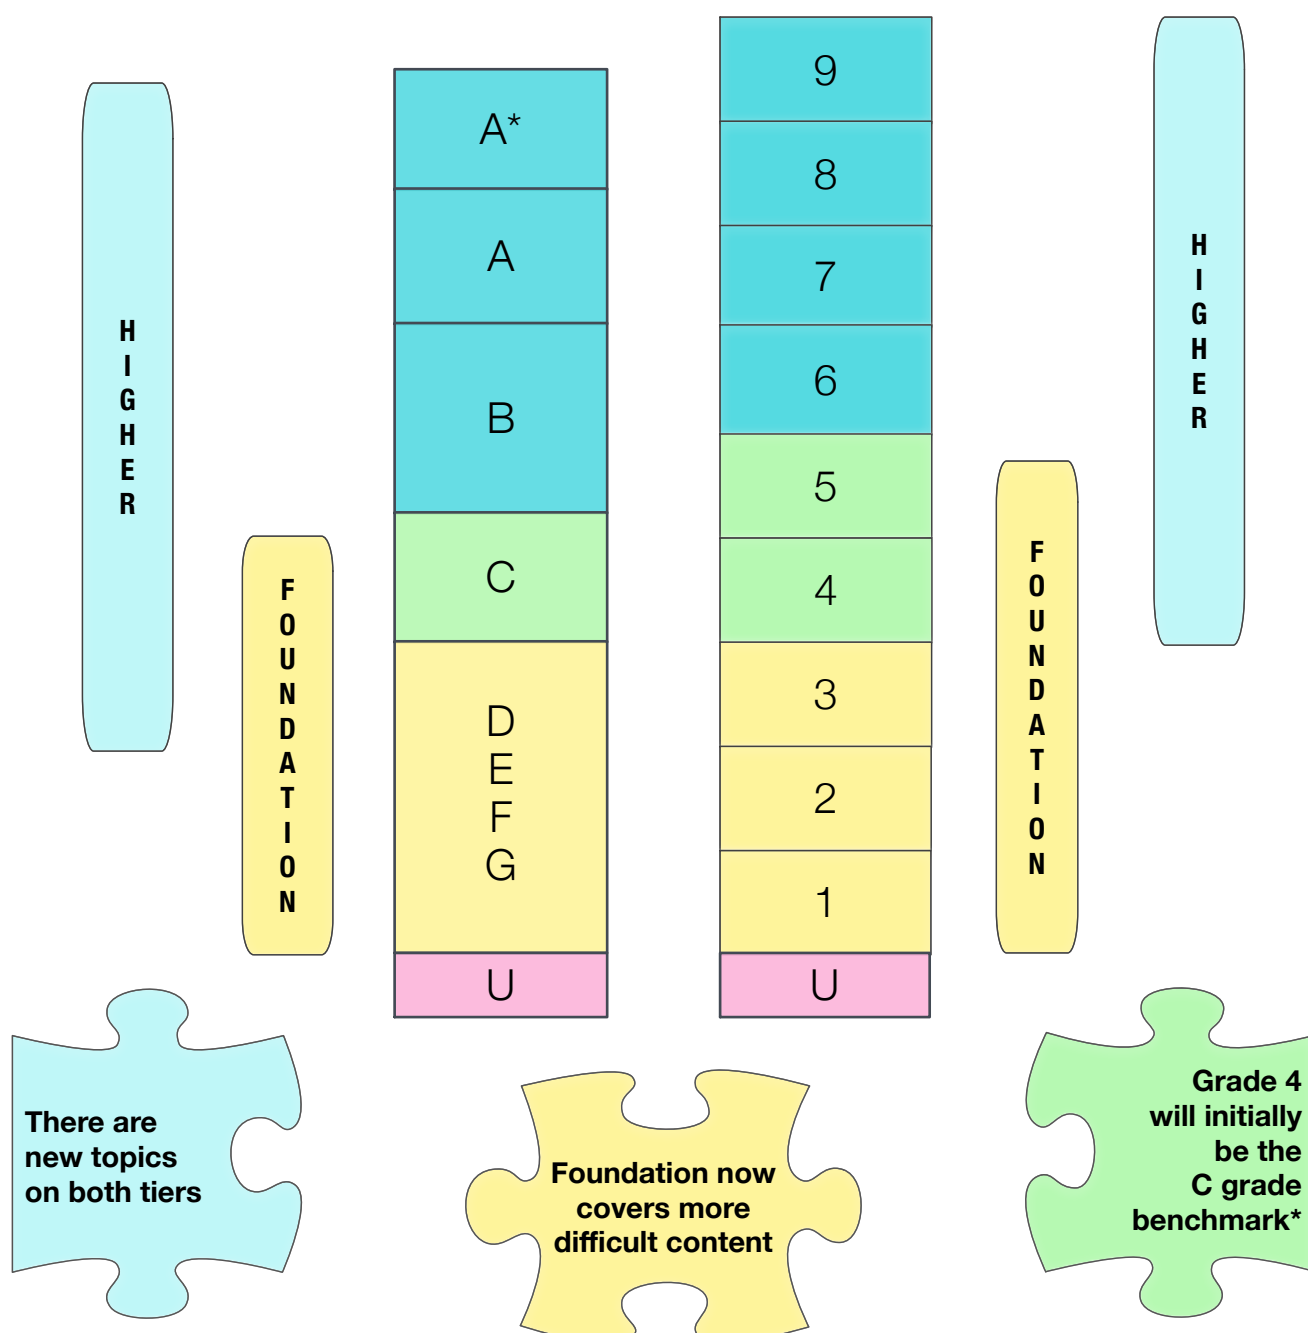 HIGHER
FOUNDATION
A*
A
B
C
D
E
F
G
U
9
8
7
6
5
4
3
2
1
U
FOUNDATION
HIGHER
There are
new topics
on both tiers
Foundation now
covers more
difficult content
Grade 4
will initially
be the
C grade
benchmark*